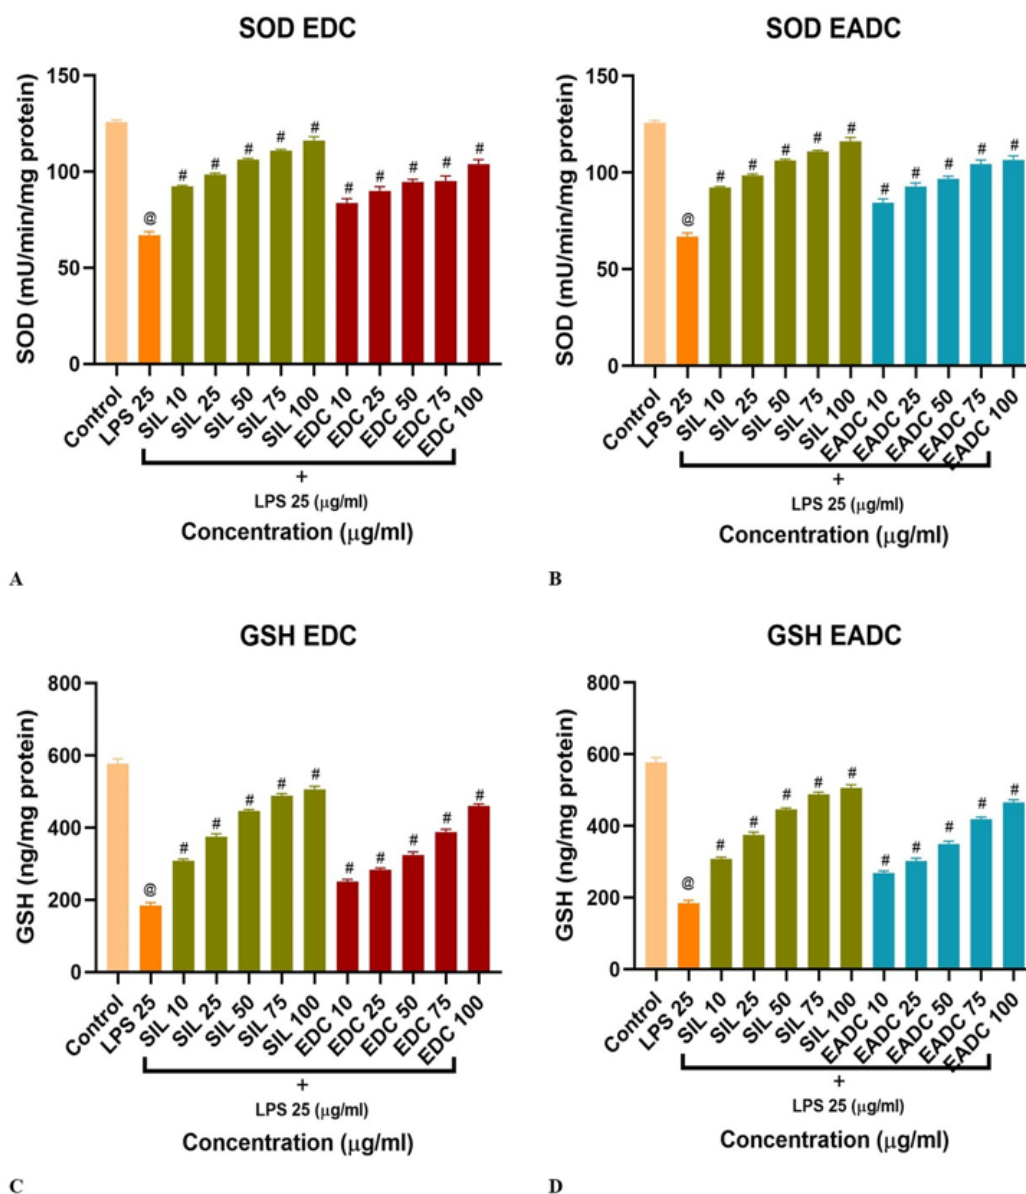 SOD EDC
SOD (mU/min/mg protein)
150
100
50
0
@
#
#
#
#
#
#
#
#
#
#
Control
LPS 25
SIL 10
SIL 25
SIL 50
SIL 75
SIL 100
EDC 10
EDC 25
EDC 50
EDC 75
EDC 100
+
LPS 25 (μg/ml)
Concentration (μg/ml)
A
SOD EADC
SOD (mU/min/mg protein)
150
100
50
0
@
#
#
#
#
#
#
#
#
#
#
Control
LPS 25
SIL 10
SIL 25
SIL 50
SIL 75
SIL 100
EADC 10
EADC 25
EADC 50
EADC 75
EADC 100
+
LPS 25 (μg/ml)
Concentration (μg/ml)
B
GSH EDC
GSH (ng/mg protein)
800
600
400
200
0
@
#
#
#
#
#
#
#
#
#
#
Control
LPS 25
SIL 10
SIL 25
SIL 50
SIL 75
SIL 100
EDC 10
EDC 25
EDC 50
EDC 75
EDC 100
+
LPS 25 (μg/ml)
Concentration (μg/ml)
C
GSH EADC
GSH (ng/mg protein)
800
600
400
200
0
@
#
#
#
#
#
#
#
#
#
#
Control
LPS 25
SIL 10
SIL 25
SIL 50
SIL 75
SIL 100
EADC 10
EADC 25
EADC 50
EADC 75
EADC 100
+
LPS 25 (μg/ml)
Concentration (μg/ml)
D